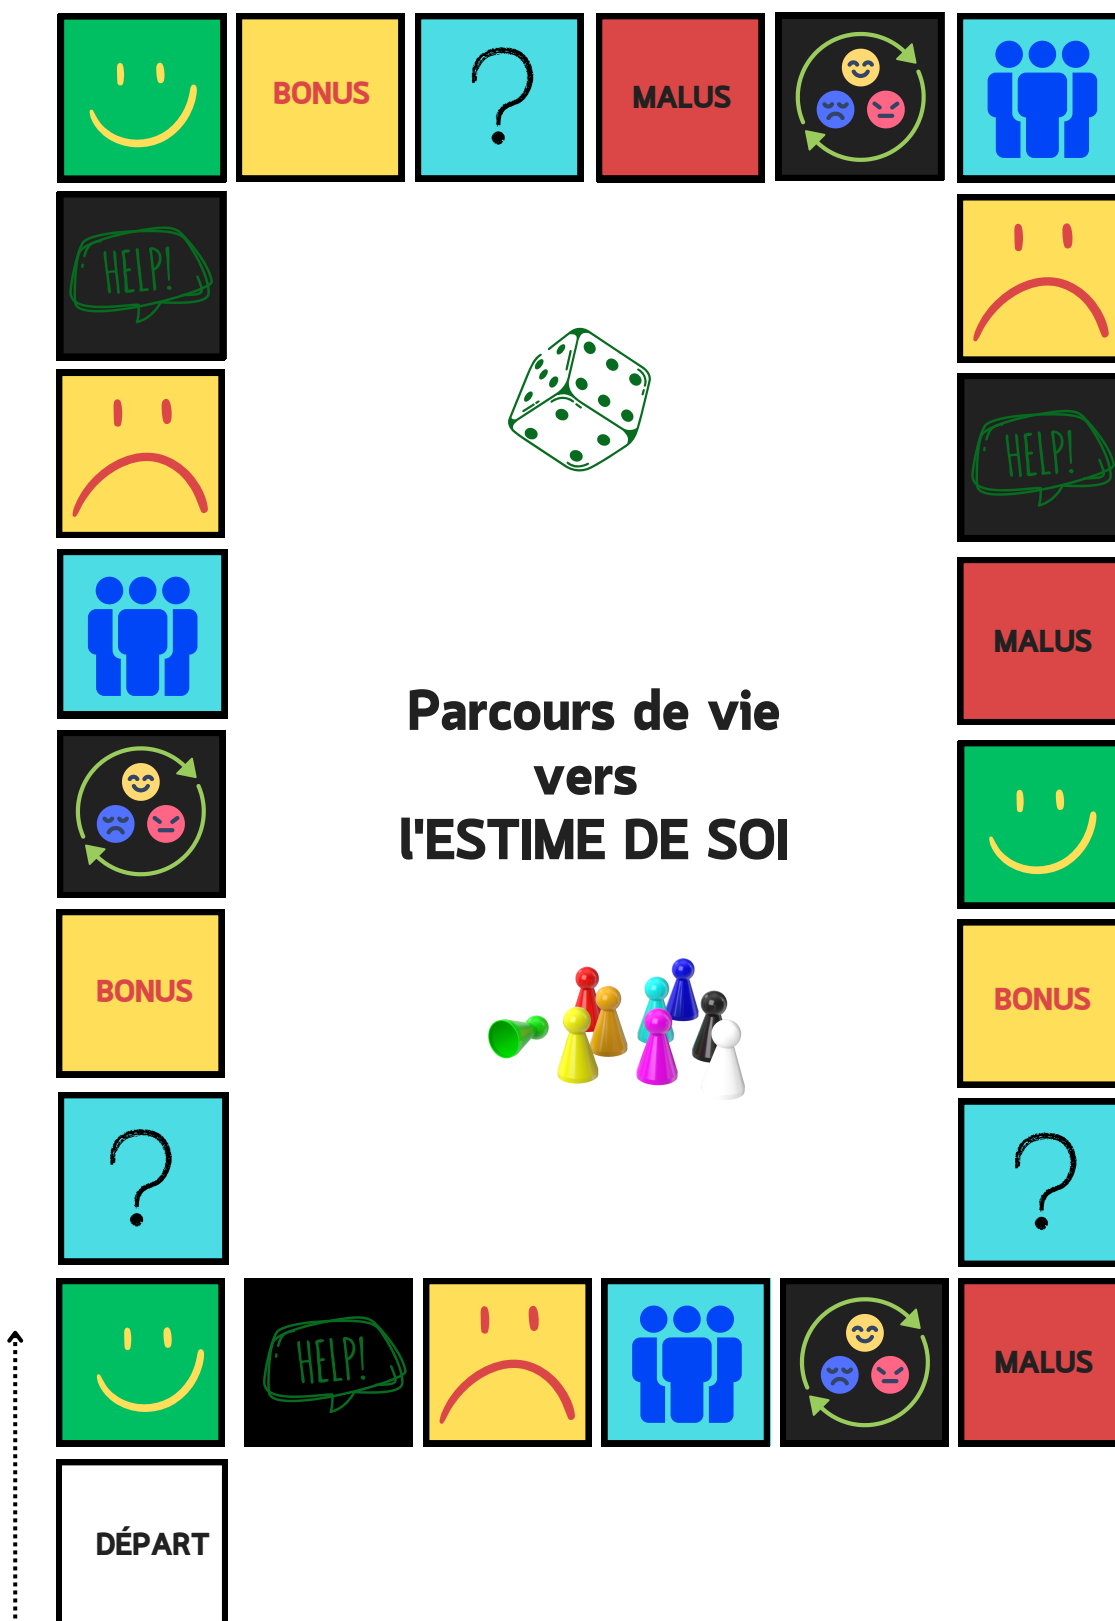 BONUS
?
MALUS
HELP!
HELP!
MALUS
Parcours de vie
vers
l'ESTIME DE SOI
BONUS
BONUS
?
?
HELP!
MALUS
DÉPART